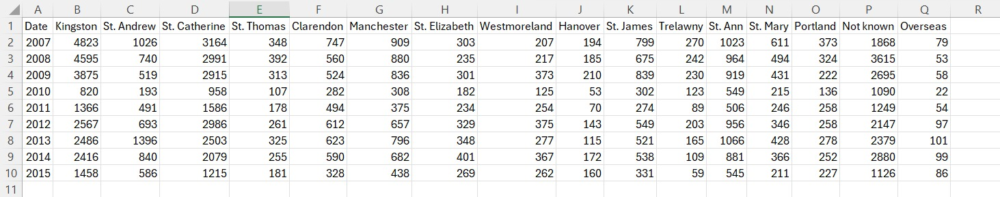 A B C D E F G H I J K L M N O P Q R
1 Date Kingston St. Andrew St. Catherine St. Thomas Clarendon Manchester St. Elizabeth Westmoreland Hanover St. James Trelawny St. Ann St. Mary Portland Not known Overseas
2 2007 4823 1026 3164 348 747 909 303 207 194 799 270 1023 611 373 1868 79
3 2008 4595 740 2991 392 560 880 235 217 185 675 242 964 494 324 3615 53
4 2009 3875 519 2915 313 524 836 301 373 210 839 230 919 431 222 2695 58
5 2010 820 193 958 107 282 308 182 125 53 302 123 549 215 136 1090 22
6 2011 1366 491 1586 178 494 375 234 254 70 274 89 506 246 258 1249 54
7 2012 2567 693 2986 261 612 657 329 375 143 549 203 956 346 258 2147 97
8 2013 2486 1396 2503 325 623 796 348 277 115 521 165 1066 428 278 2379 101
9 2014 2416 840 2079 255 590 682 401 367 172 538 109 881 366 252 2880 99
10 2015 1458 586 1215 181 328 438 269 262 160 331 59 545 211 227 1126 86
11